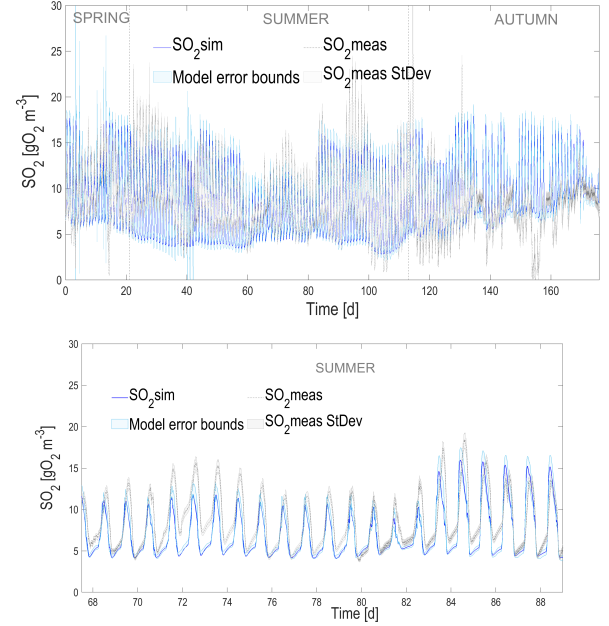 30
SPRING SUMMER AUTUMN
25
SO2sim SO2meas
Model error bounds SO2meas StDev
20
15
10
5
0
SO2 [gO2 m-3]
0 20 40 60 80 100 120 140 160
Time [d]
30
SUMMER
25
SO2sim SO2meas
Model error bounds SO2meas StDev
20
15
10
5
0
SO2 [gO2 m-3]
68 70 72 74 76 78 80 82 84 86 88
Time [d]